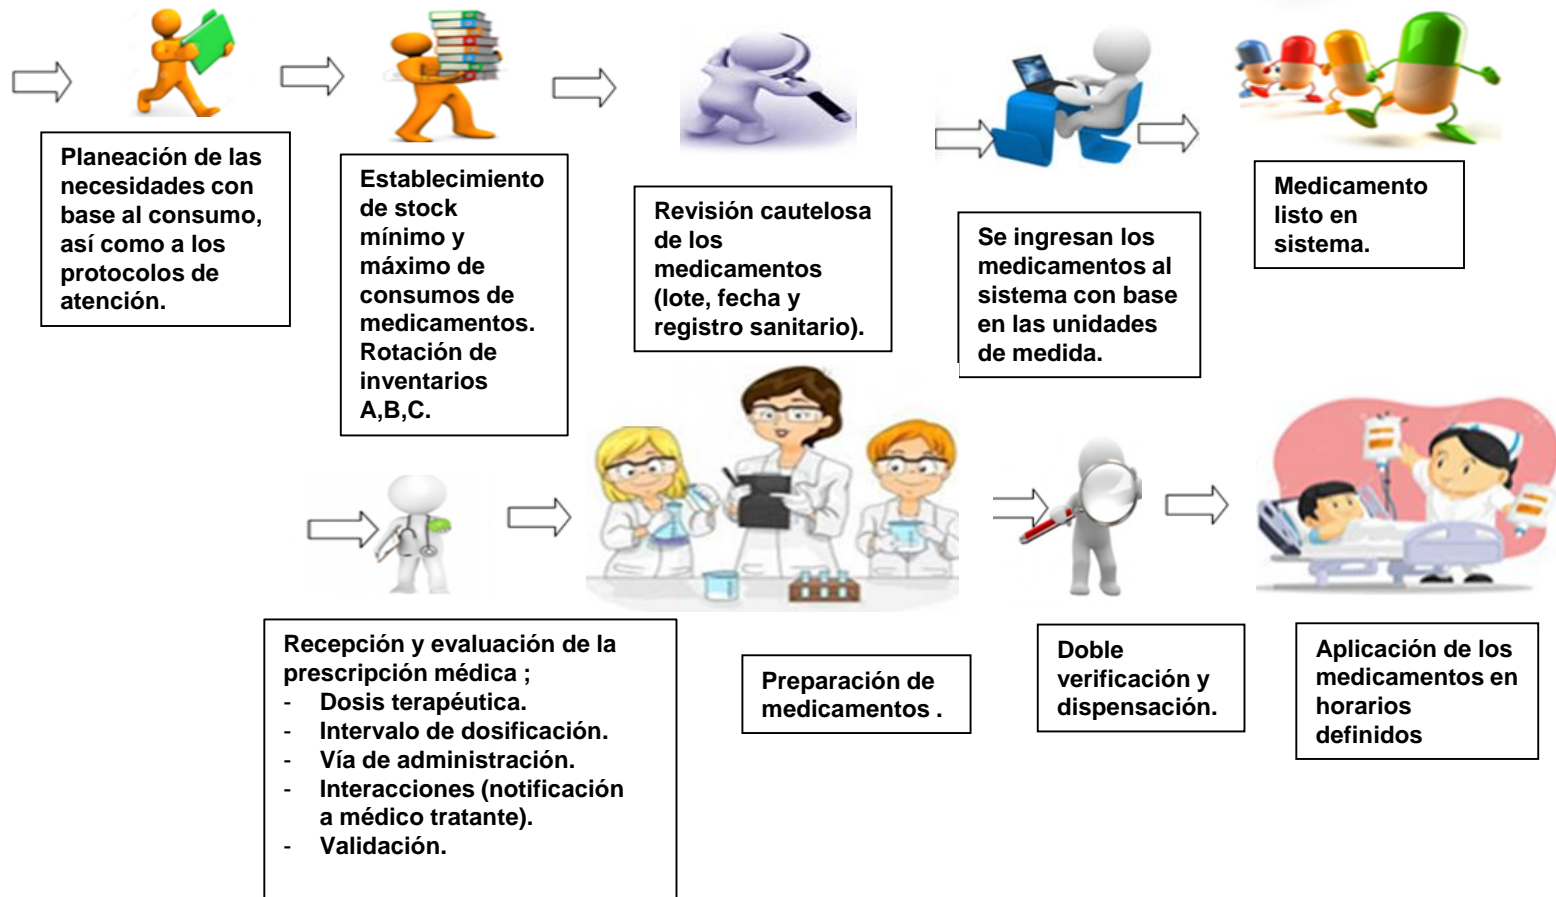 Planeación de las
necesidades con
base al consumo,
así como a los
protocolos de
atención.
Establecimiento
de stock
mínimo y
máximo de
consumos de
medicamentos.
Rotación de
inventarios
A,B,C.
Revisión cautelosa
de los
medicamentos
(lote, fecha y
registro sanitario).
Se ingresan los
medicamentos al
sistema con base
en las unidades
de medida.
Medicamento
listo en
sistema.
Recepción y evaluación de la
prescripción médica ;
- Dosis terapéutica.
- Intervalo de dosificación.
- Vía de administración.
- Interacciones (notificación
a médico tratante).
- Validación.
Preparación de
medicamentos .
Doble
verificación y
dispensación.
Aplicación de los
medicamentos en
horarios
definidos